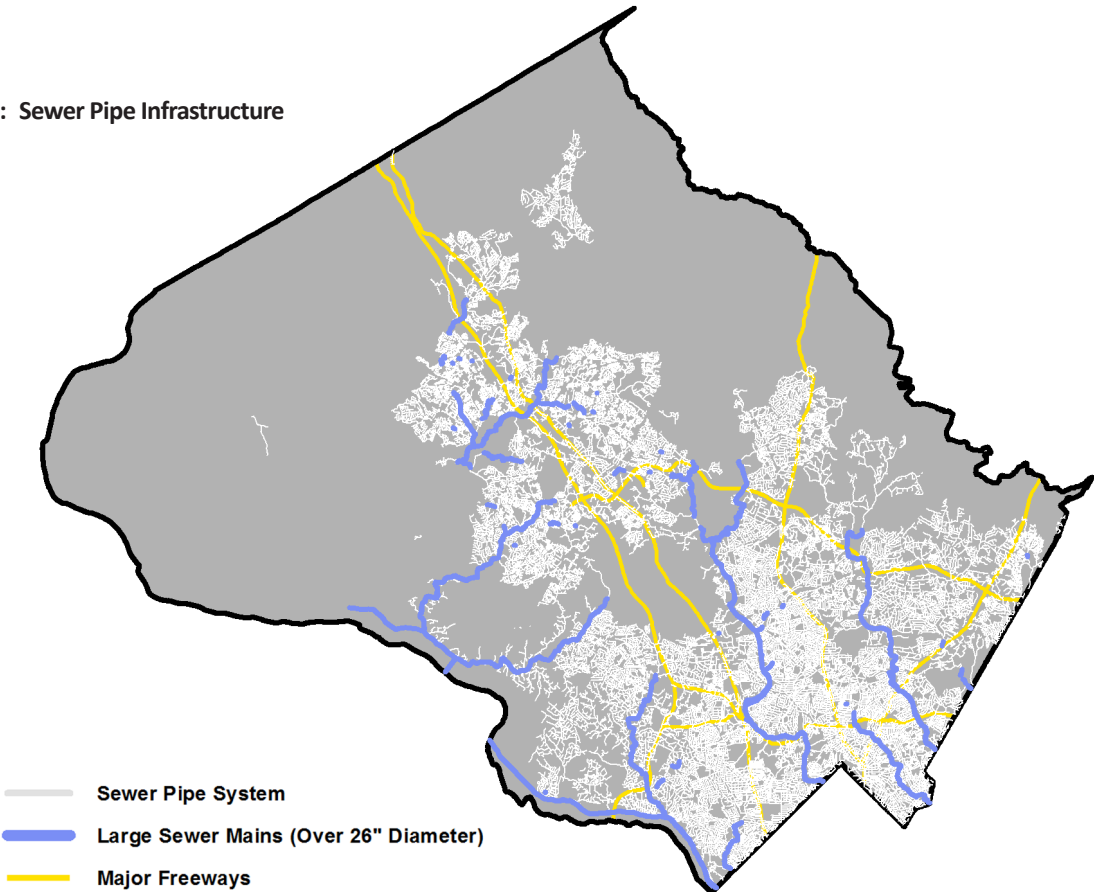 : Sewer Pipe Infrastructure
Sewer Pipe System
Large Sewer Mains (Over 26" Diameter)
Major Freeways